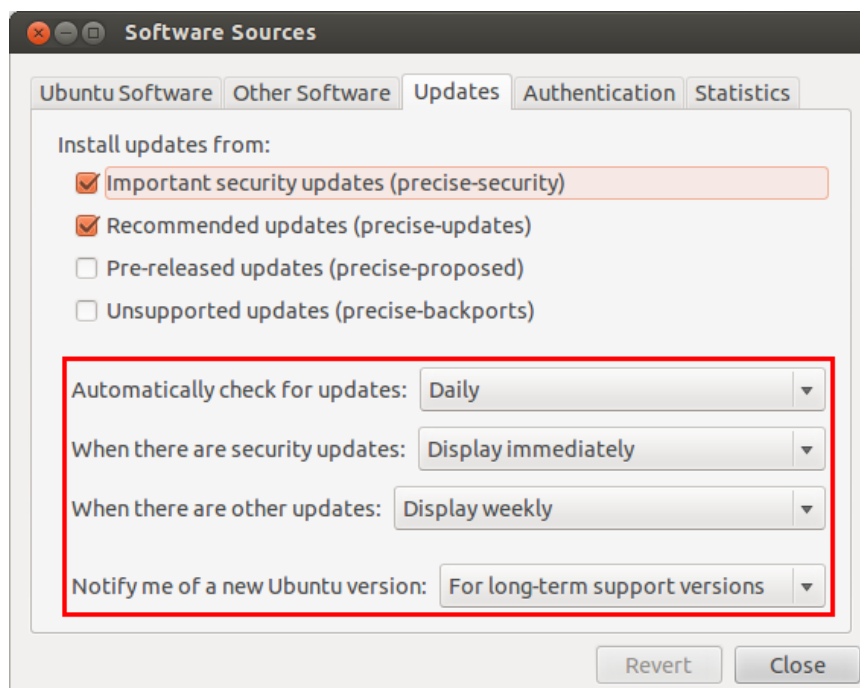 Software Sources
Ubuntu Software Other Software Updates Authentication Statistics
Install updates from:
Important security updates (precise-security)
Recommended updates (precise-updates)
Pre-released updates (precise-proposed)
Unsupported updates (precise-backports)
Automatically check for updates: Daily
When there are security updates: Display immediately
When there are other updates: Display weekly
Notify me of a new Ubuntu version: For long-term support versions
Revert Close